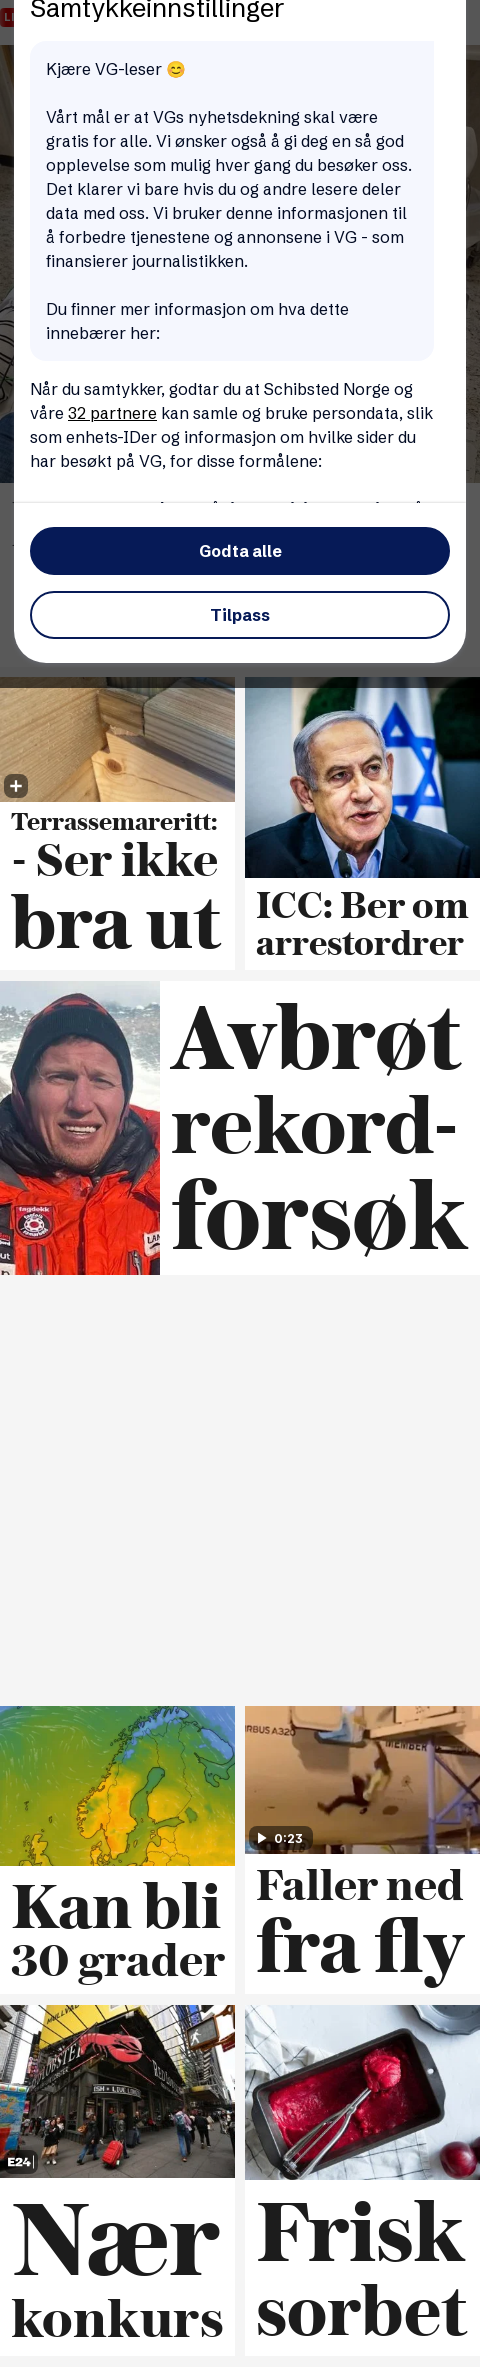 Samtykkeinnstillinger
Kjære VG-leser 😊
Vårt mål er at VGs nyhetsdekning skal være
gratis for alle. Vi ønsker også å gi deg en så god
opplevelse som mulig hver gang du besøker oss.
Det klarer vi bare hvis du og andre lesere deler
data med oss. Vi bruker denne informasjonen til
å forbedre tjenestene og annonsene i VG - som
finansierer journalistikken.
Du finner mer informasjon om hva dette
innebærer her:
Når du samtykker, godtar du at Schibsted Norge og
våre 32 partnere kan samle og bruke persondata, slik
som enhets-IDer og informasjon om hvilke sider du
har besøkt på VG, for disse formålene:
Godta alle
Tilpass
Terrassemareritt:
- Ser ikke
bra ut
ICC: Ber om
arrestordrer
fagdokk
Avbrøt
rekord-
forsøk
Kan bli
30 grader
AIRBUS A320
MEMBER
0:23
Faller ned
fra fly
LOBSTER
E24
Nær
konkurs
Frisk
sorbet